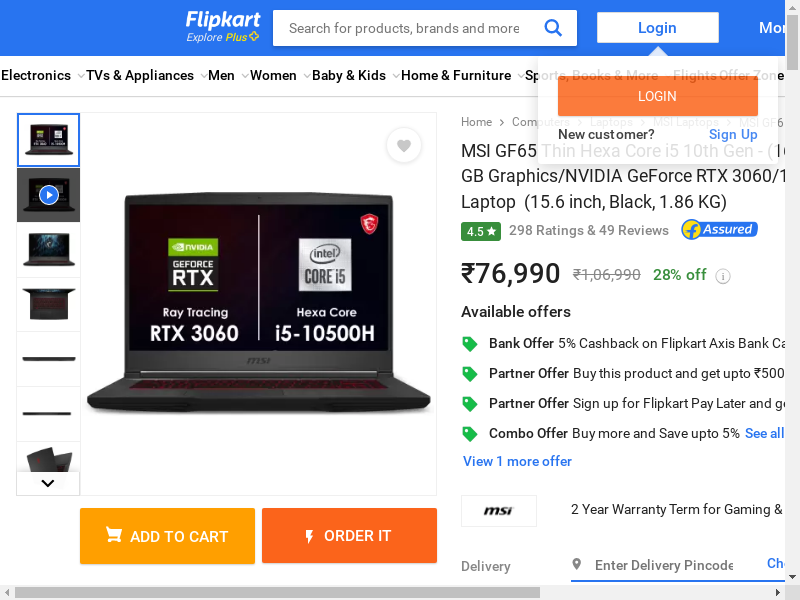 Flipkart
Explore Plus
Search for products, brands and more
Login
Mor
Electronics
TVs & Appliances
Men
Women
Baby & Kids
Home & Furniture
Sports, Books & More
Flights
Offer Zone
LOGIN
New customer?
Sign Up
Home
Computers
Laptops
MSI Laptops
MSI GF6
MSI GF65 Thin Hexa Core i5 10th Gen - (16
GB Graphics/NVIDIA GeForce RTX 3060/1
Laptop (15.6 inch, Black, 1.86 KG)
4.5
298 Ratings & 49 Reviews
Assured
₹76,990
₹1,06,990
28% off
Available offers
Bank Offer 5% Cashback on Flipkart Axis Bank Ca
Partner Offer Buy this product and get upto ₹500
Partner Offer Sign up for Flipkart Pay Later and ge
Combo Offer Buy more and Save upto 5% See all
View 1 more offer
NVIDIA
GEFORCE
RTX
Ray Tracing
RTX 3060
intel
CORE i5
Hexa Core
i5-10500H
msi
ADD TO CART
ORDER IT
msi
2 Year Warranty Term for Gaming &
Delivery
Enter Delivery Pincode
Che